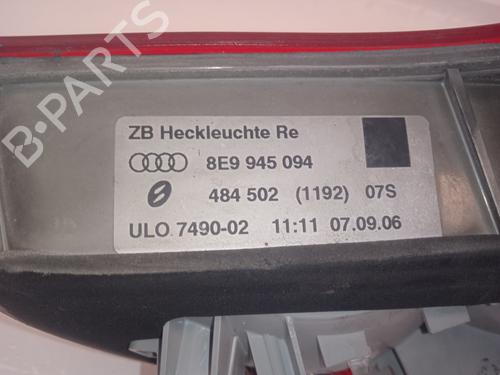 B-PARTS
ZB Heckleuchte Re
8E9 945 094
484 502 (1192) 07S
ULO 7490-02 11:11 07.09.06